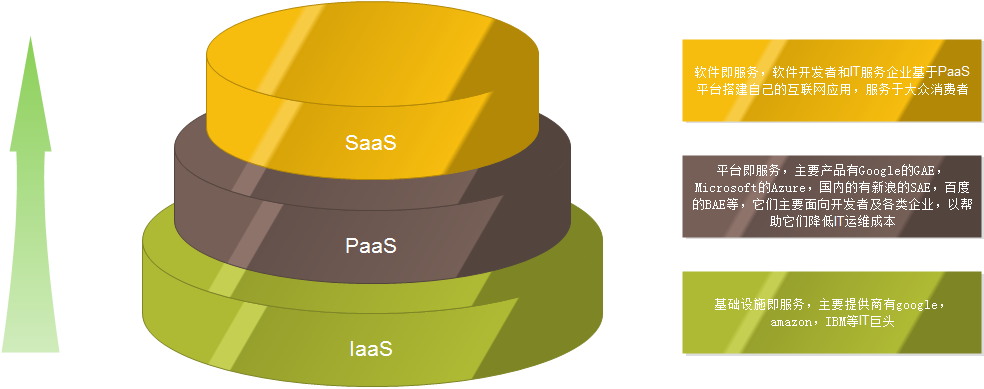 SaaS
软件即服务，软件开发者和IT服务企业基于PaaS
平台搭建自己的互联网应用，服务于大众消费者
PaaS
平台即服务，主要产品有Google的GAE，
Microsoft的Azure，国内的有新浪的SAE，百度
的BAE等，它们主要面向开发者及各类企业，以帮
助它们降低IT运维成本
IaaS
基础设施即服务，主要提供商有google，
amazon，IBM等IT巨头